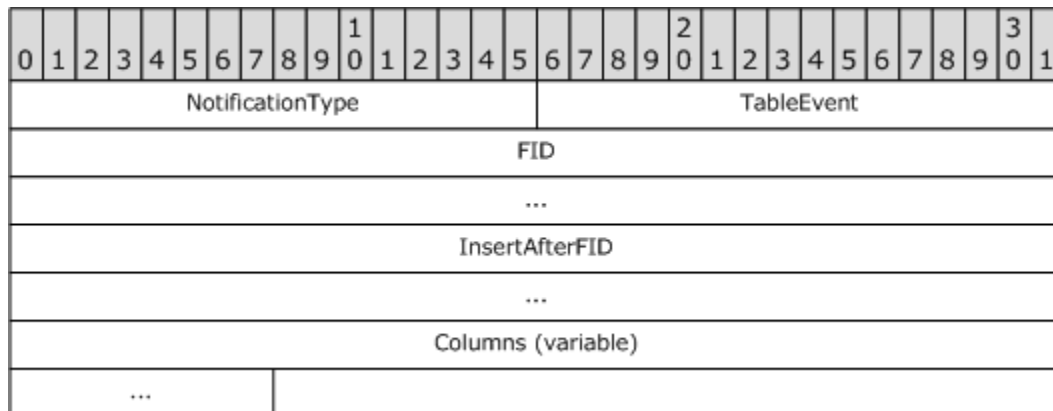 1 2 3
0 1 2 3 4 5 6 7 8 9 0 1 2 3 4 5 6 7 8 9 0 1 2 3 4 5 6 7 8 9 0 1
NotificationType TableEvent
FID
...
InsertAfterFID
...
Columns (variable)
...